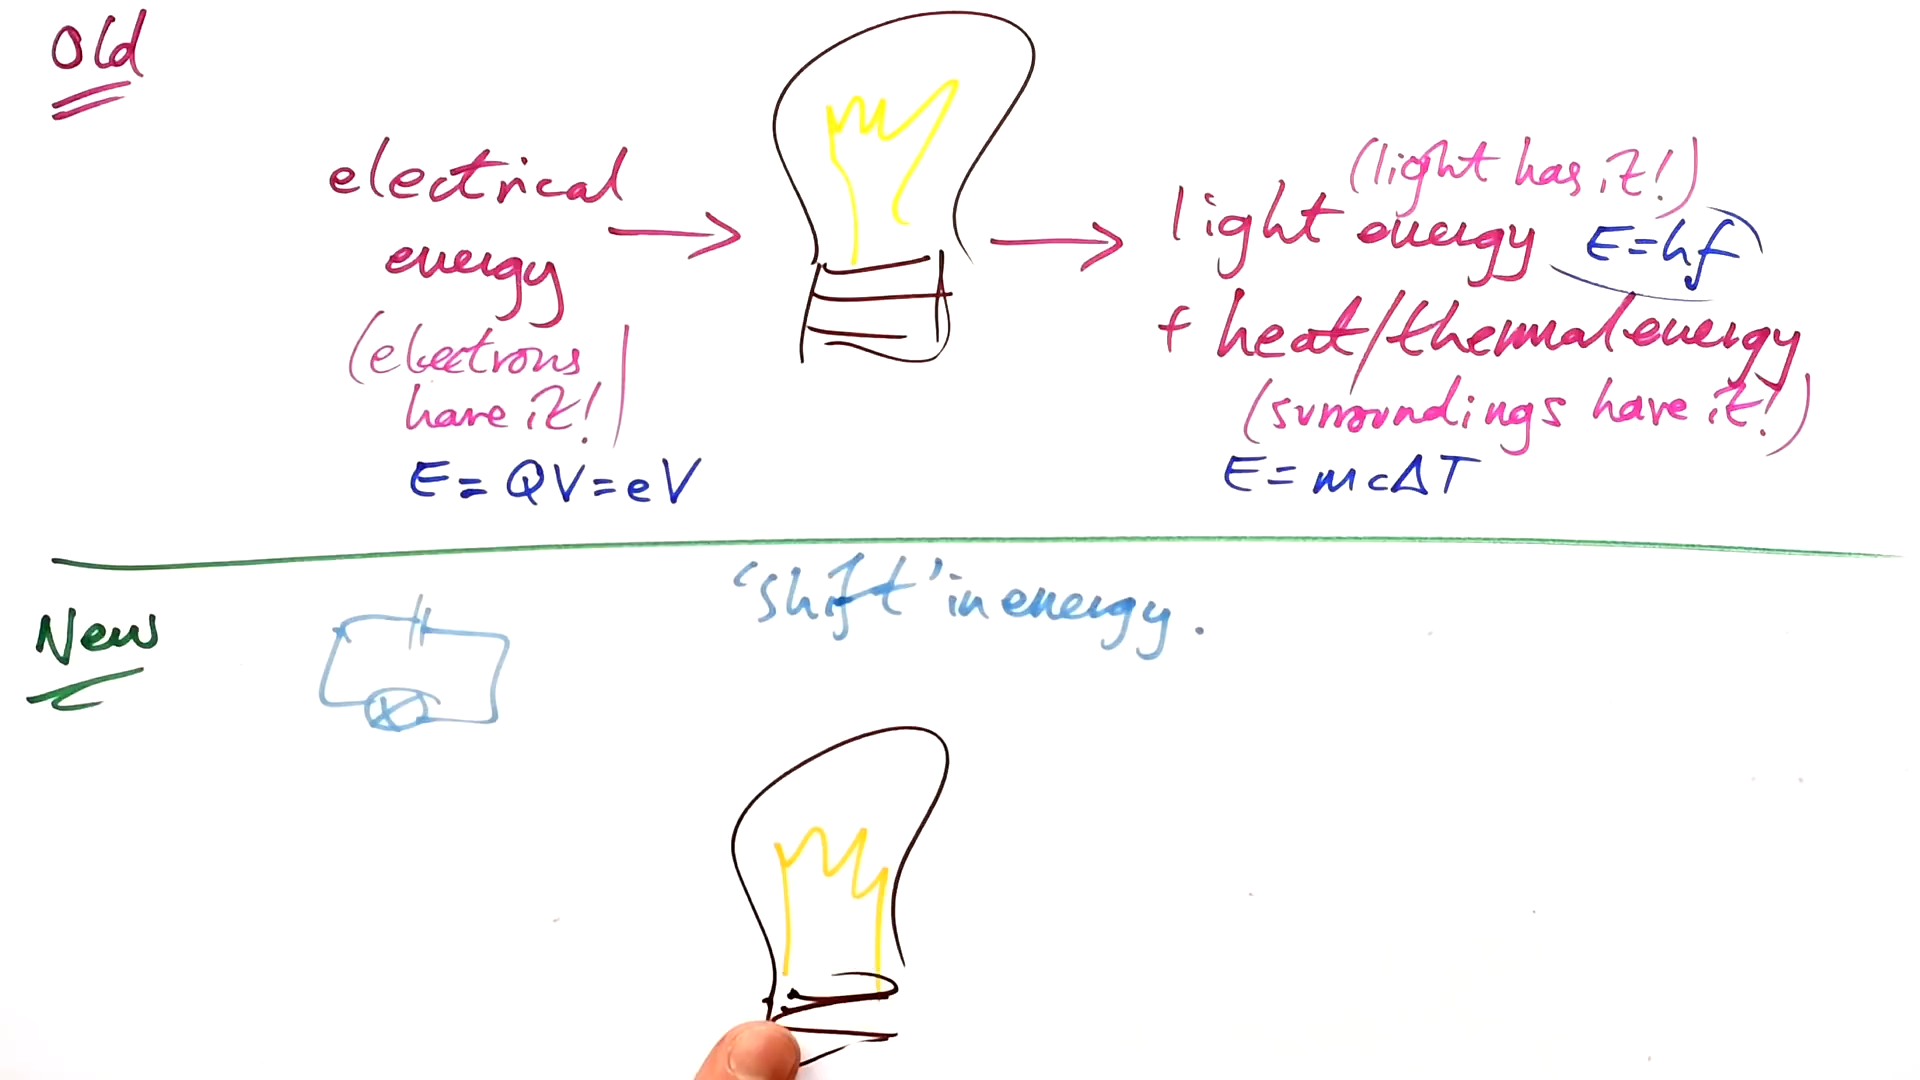 Old
electrical
energy
(electrons
have it!)
E = QV = eV
(light has it!)
light energy E=hf
+ heat/thermal energy
(surroundings have it!)
E = mcΔT
New
'shift' in energy.